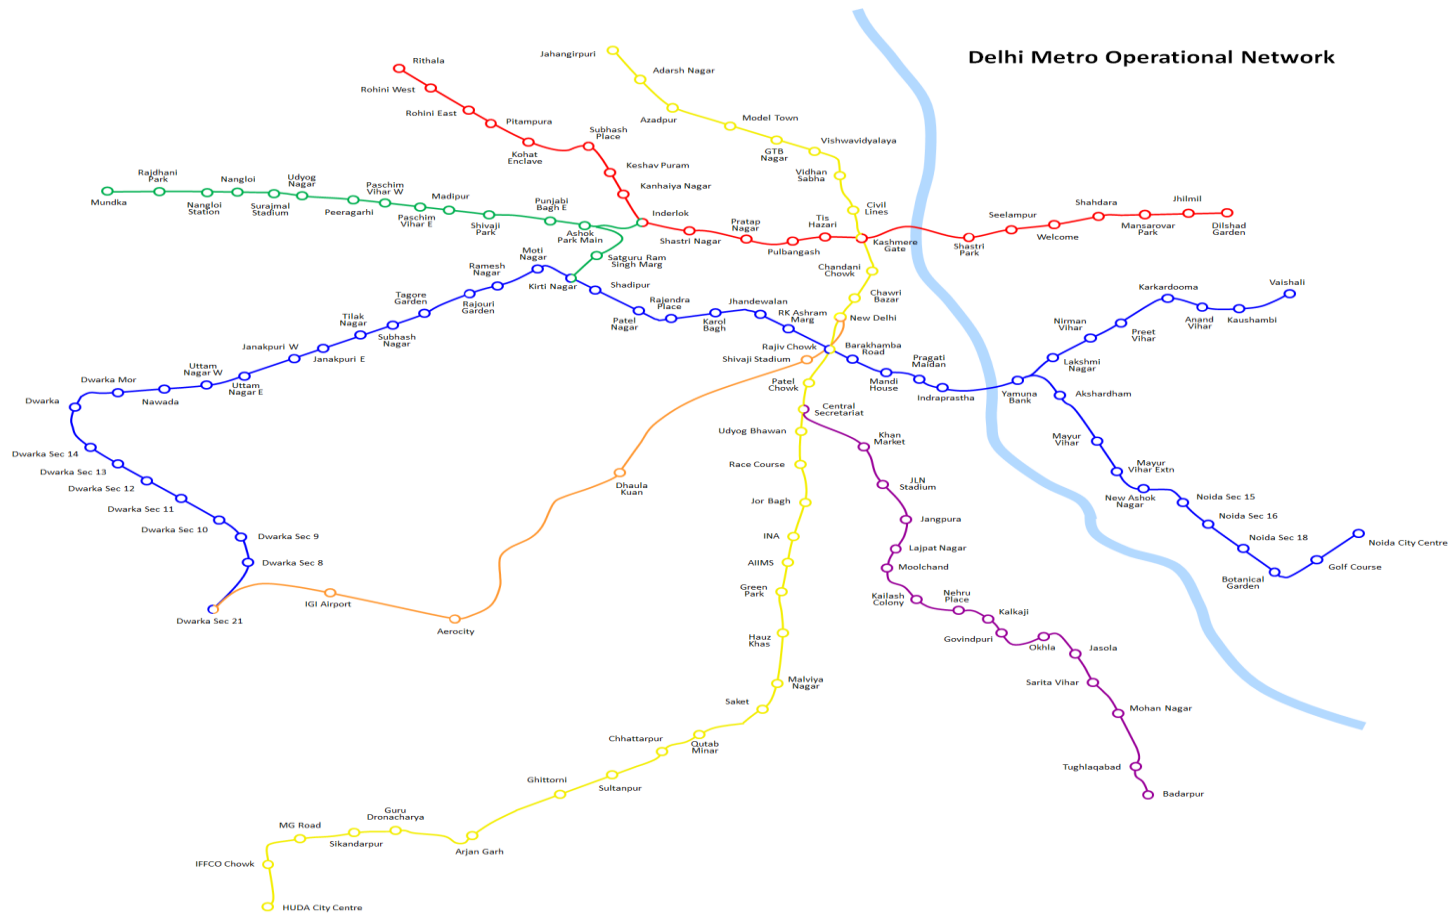 Delhi Metro Operational Network
Jahangirpuri
Adarsh Nagar
Azadpur
Model Town
GTB
Nagar
Vishwavidyalaya
Vidhan
Sabha
Civil
Lines
Rithala
Rohini West
Rohini East
Pitampura
Kohat
Enclave
Subhash
Place
Keshav Puram
Kanhaiya Nagar
Inderlok
Shastri Nagar
Pratap
Nagar
Pulbangash
Tis
Hazari
Kashmere
Gate
Shastri
Park
Seelampur
Welcome
Shahdara
Mansarovar
Park
Jhilmil
Dilshad
Garden
Mundka
Rajdhani
Park
Nangloi
Station
Nangloi
Surajmal
Stadium
Udyog
Nagar
Peeragarhi
Paschim
Vihar W
Paschim
Vihar E
Madipur
Shivaji
Park
Punjabi
Bagh E
Ashok
Park Main
Satguru Ram
Singh Marg
Kirti Nagar
Moti
Nagar
Ramesh
Nagar
Rajouri
Garden
Tagore
Garden
Subhash
Nagar
Tilak
Nagar
Janakpuri E
Janakpuri W
Uttam
Nagar E
Uttam
Nagar W
Nawada
Dwarka Mor
Dwarka
Dwarka Sec 14
Dwarka Sec 13
Dwarka Sec 12
Dwarka Sec 11
Dwarka Sec 10
Dwarka Sec 9
Dwarka Sec 8
Dwarka Sec 21
IGI Airport
Aerocity
Dhaula
Kuan
Shivaji Stadium
Shadipur
Patel
Nagar
Rajendra
Place
Karol
Bagh
Jhandewalan
RK Ashram
Marg
Rajiv Chowk
Chandani
Chowk
Chawri
Bazar
New Delhi
Barakhamba
Road
Mandi
House
Pragati
Maidan
Indraprastha
Yamuna
Bank
Lakshmi
Nagar
Nirman
Vihar
Preet
Vihar
Karkardooma
Anand
Vihar
Kaushambi
Vaishali
Akshardham
Mayur
Vihar
Mayur
Vihar Extn
New Ashok
Nagar
Noida Sec 15
Noida Sec 16
Noida Sec 18
Botanical
Garden
Golf Course
Noida City Centre
Patel
Chowk
Central
Secretariat
Udyog Bhawan
Race Course
Jor Bagh
INA
AIIMS
Green
Park
Hauz
Khas
Malviya
Nagar
Saket
Qutab
Minar
Chhattarpur
Sultanpur
Ghittorni
Arjan Garh
Guru
Dronacharya
Sikandarpur
MG Road
IFFCO Chowk
HUDA City Centre
Khan
Market
JLN
Stadium
Jangpura
Lajpat Nagar
Moolchand
Kailash
Colony
Nehru
Place
Kalkaji
Govindpuri
Okhla
Jasola
Sarita Vihar
Mohan Nagar
Tughlaqabad
Badarpur